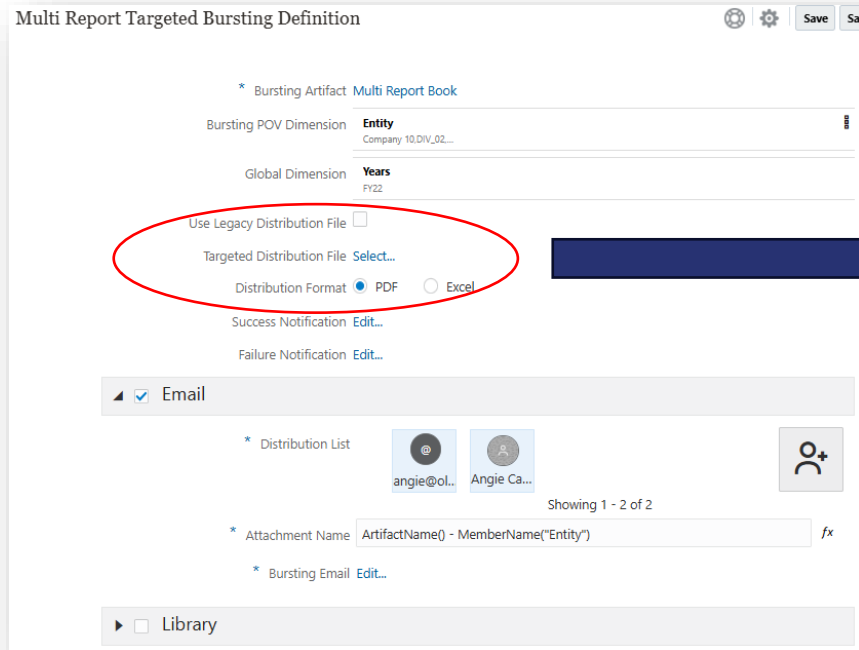 Multi Report Targeted Bursting Definition
Save
Sa
* Bursting Artifact Multi Report Book
Bursting POV Dimension Entity
Company 10,DIV_02,...
Global Dimension Years
FY22
Use Legacy Distribution File
Targeted Distribution File Select...
Distribution Format PDF Excel
Success Notification Edit...
Failure Notification Edit...
Email
* Distribution List
@
angie@ol..
Angie Ca...
Showing 1 - 2 of 2
* Attachment Name ArtifactName() - MemberName("Entity") fx
* Bursting Email Edit...
Library